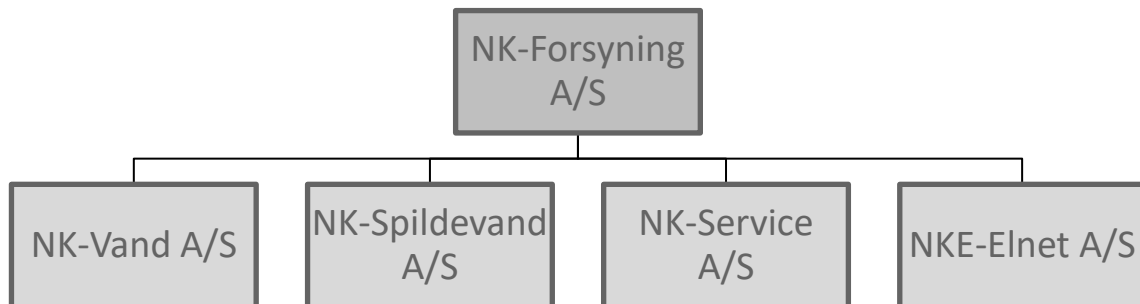 NK-Forsyning
A/S
NK-Vand A/S
NK-Spildevand
A/S
NK-Service
A/S
NKE-Elnet A/S